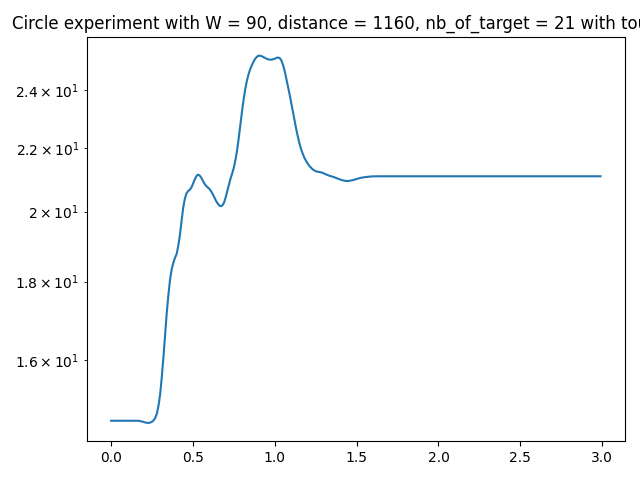 Circle experiment with W = 90, distance = 1160, nb_of_target = 21 with
2.4 × 10¹
2.2 × 10¹
2 × 10¹
1.8 × 10¹
1.6 × 10¹
0.0 0.5 1.0 1.5 2.0 2.5 3.0